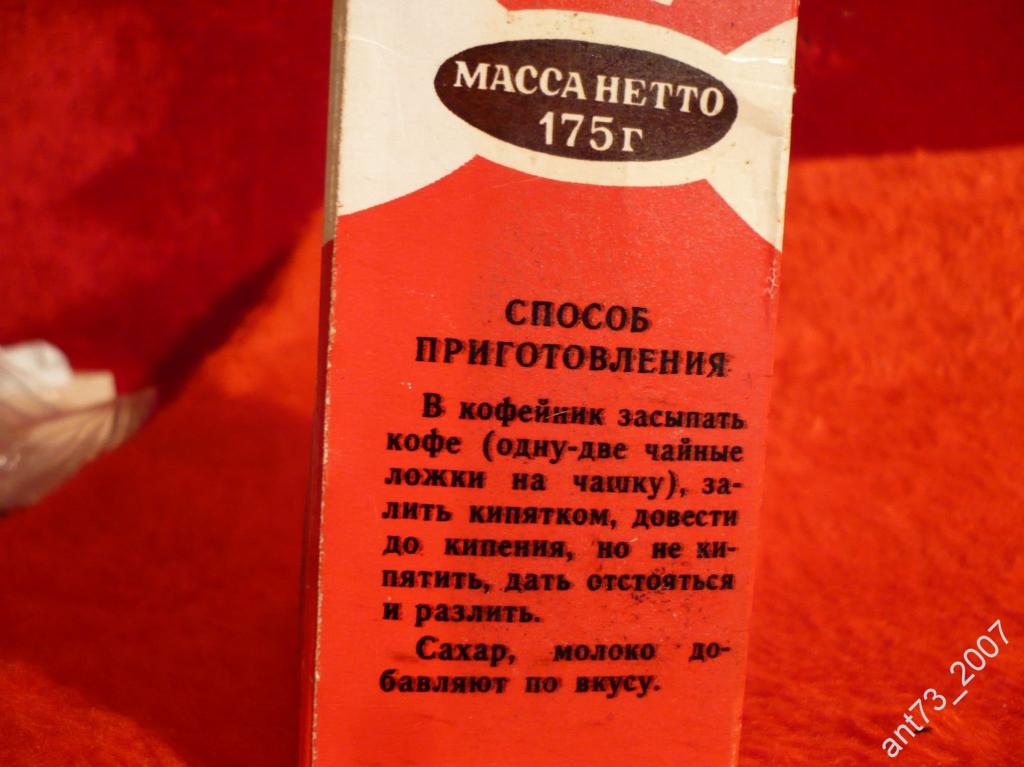 МАССА НЕТТО
175г
СПОСОБ
ПРИГОТОВЛЕНИЯ
В кофейник засыпать
кофе (одну-две чайные
ложки на чашку), за-
лить кипятком, довести
до кипения, но не ки-
пятить, дать отстояться
и разлить.
Сахар, молоко до-
бавляют по вкусу.
ant73_2007